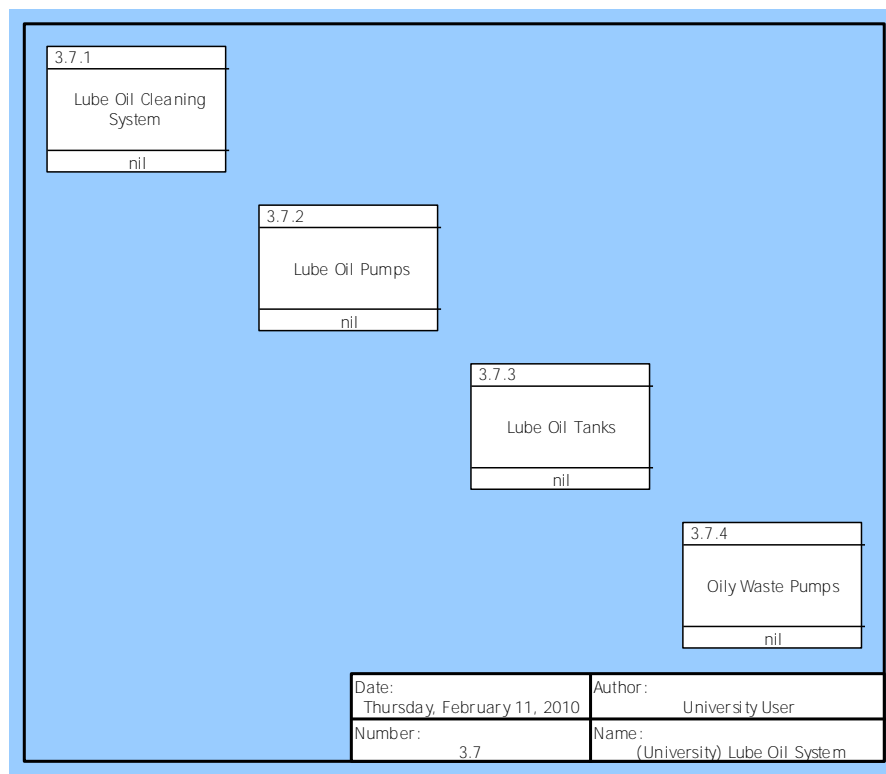 3.7.1
Lube Oil Cleaning
System
nil
3.7.2
Lube Oil Pumps
nil
3.7.3
Lube Oil Tanks
nil
3.7.4
Oily Waste Pumps
nil
Date:
Thursday, February 11, 2010
Author:
University User
Number:
3.7
Name:
(University) Lube Oil System